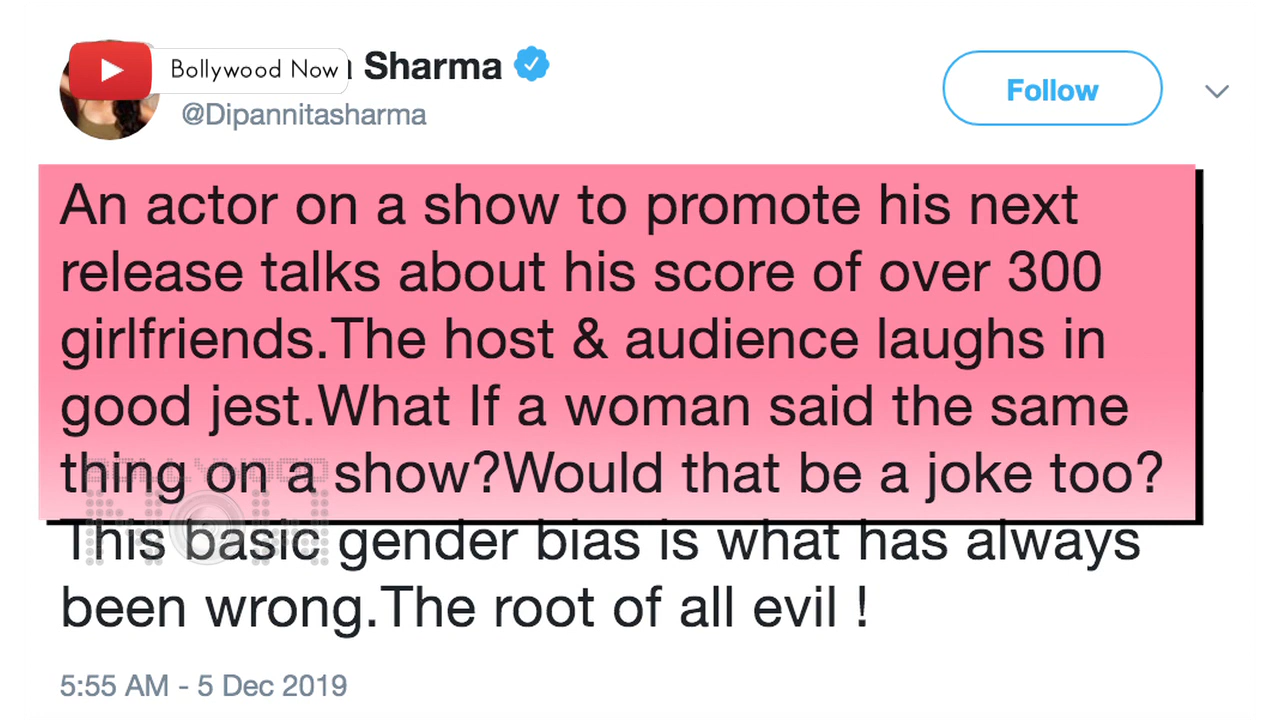 Bollywood Now
Sharma
@Dipannitasharma
Follow
An actor on a show to promote his next
release talks about his score of over 300
girlfriends.The host & audience laughs in
good jest.What If a woman said the same
thing on a show?Would that be a joke too?
This basic gender bias is what has always
been wrong.The root of all evil !
5:55 AM - 5 Dec 2019
BOLLYWOOD
NOW